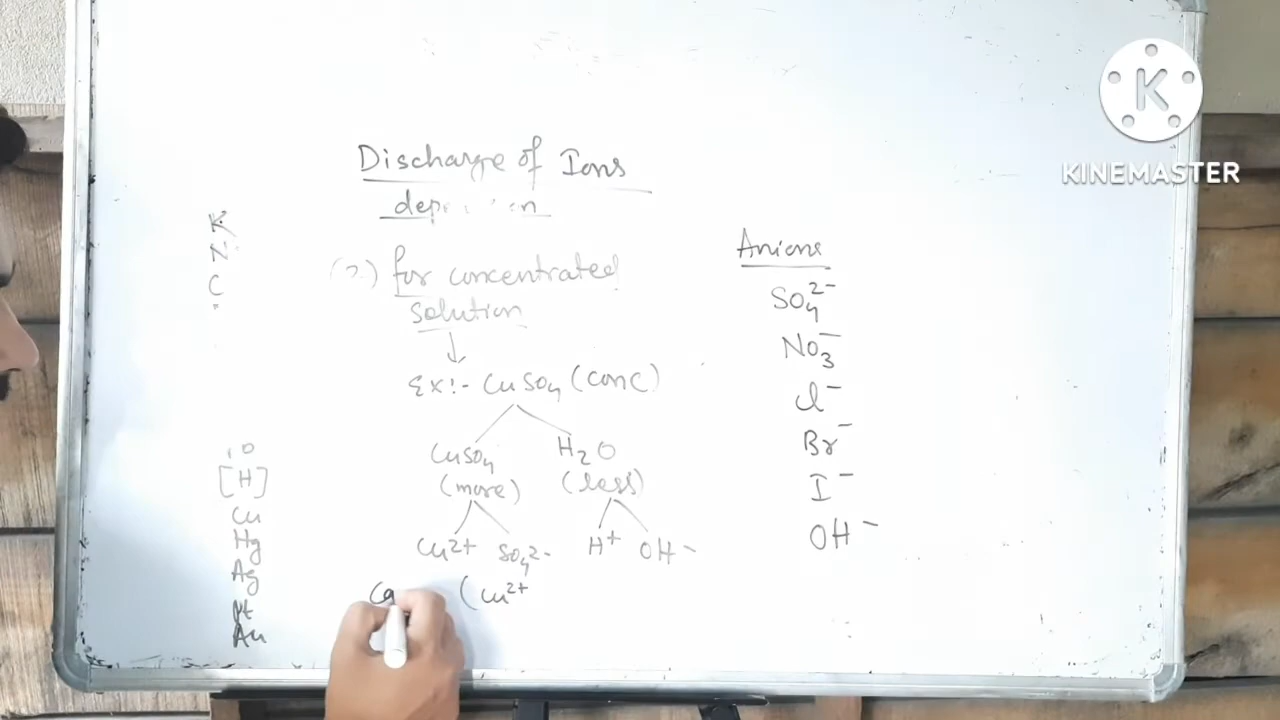 Discharge of Ions
(2) for concentrated
solution
Ex:- CuSO4 (conc)
CuSO4 H2O
(more) (less)
Cu2+ SO42- H+ OH-
Ca (Cu2+
K
N
C
[H]
Cu
Hg
Ag
Pt
Au
Anions
SO42-
NO3-
Cl-
Br-
I-
OH-
K
KINEMASTER